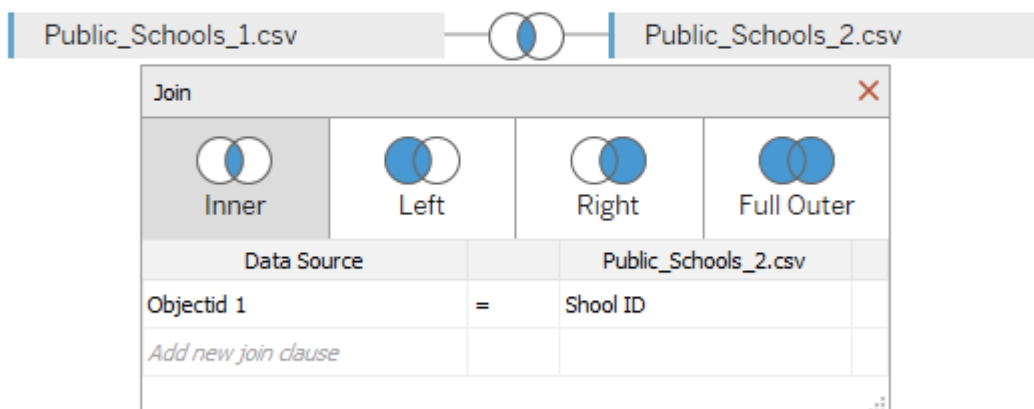 Public_Schools_1.csv Public_Schools_2.csv
Join
Inner Left Right Full Outer
Data Source Public_Schools_2.csv
Objectid 1 = Shool ID
Add new join clause